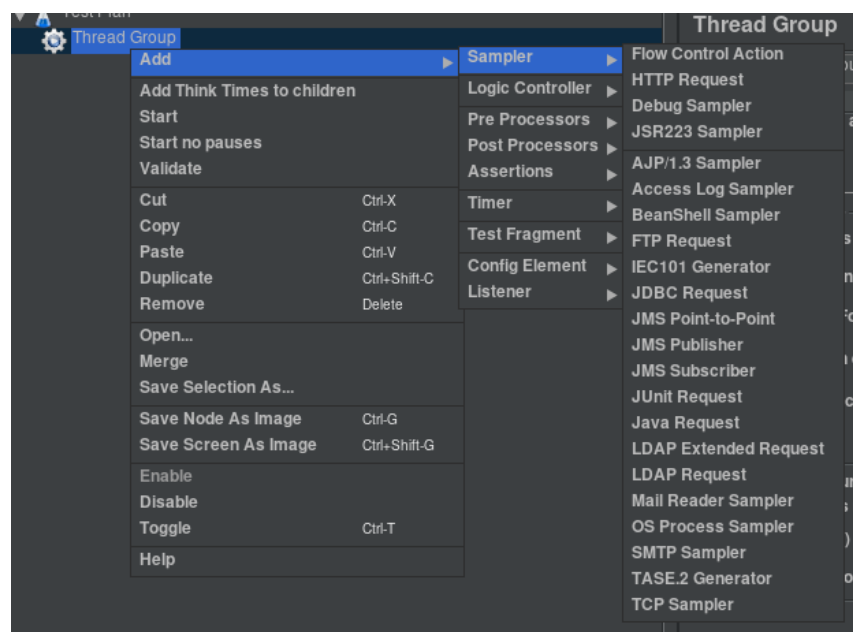 Test Plan
Thread Group
Thread Group
Add
Add Think Times to children
Start
Start no pauses
Validate
Cut Ctrl-X
Copy Ctrl-C
Paste Ctrl-V
Duplicate Ctrl+Shift-C
Remove Delete
Open...
Merge
Save Selection As...
Save Node As Image Ctrl-G
Save Screen As Image Ctrl+Shift-G
Enable
Disable
Toggle Ctrl-T
Help
Sampler
Logic Controller
Pre Processors
Post Processors
Assertions
Timer
Test Fragment
Config Element
Listener
Flow Control Action
HTTP Request
Debug Sampler
JSR223 Sampler
AJP/1.3 Sampler
Access Log Sampler
BeanShell Sampler
FTP Request
IEC101 Generator
JDBC Request
JMS Point-to-Point
JMS Publisher
JMS Subscriber
JUnit Request
Java Request
LDAP Extended Request
LDAP Request
Mail Reader Sampler
OS Process Sampler
SMTP Sampler
TASE.2 Generator
TCP Sampler